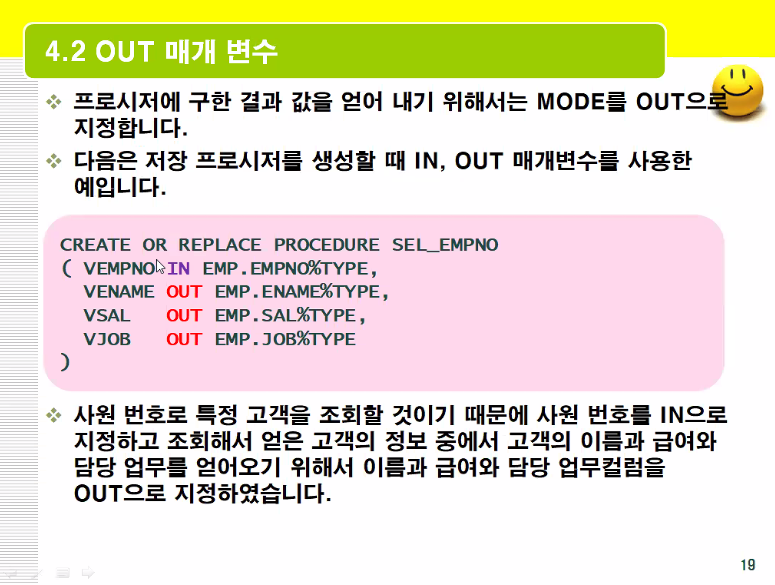 4.2 OUT 매개 변수
프로시저에 구한 결과 값을 얻어 내기 위해서는 MODE를 OUT으로
지정합니다.
다음은 저장 프로시저를 생성할 때 IN, OUT 매개변수를 사용한
예입니다.
CREATE OR REPLACE PROCEDURE SEL_EMPNO
( VEMPNO IN EMP.EMPNO%TYPE,
VENAME OUT EMP.ENAME%TYPE,
VSAL OUT EMP.SAL%TYPE,
VJOB OUT EMP.JOB%TYPE
)
사원 번호로 특정 고객을 조회할 것이기 때문에 사원 번호를 IN으로
지정하고 조회해서 얻은 고객의 정보 중에서 고객의 이름과 급여와
담당 업무를 얻어오기 위해서 이름과 급여와 담당 업무컬럼을
OUT으로 지정하였습니다.
19